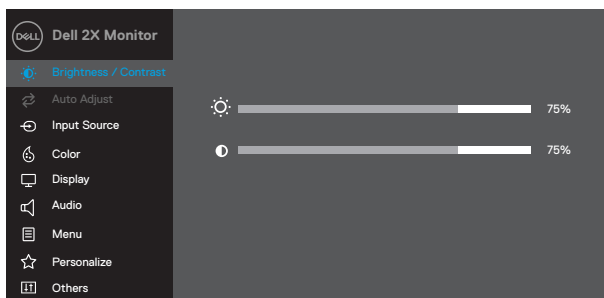 DELL Dell 2X Monitor
Brightness / Contrast
Auto Adjust
Input Source
75%
Color
75%
Display
Audio
Menu
Personalize
Others